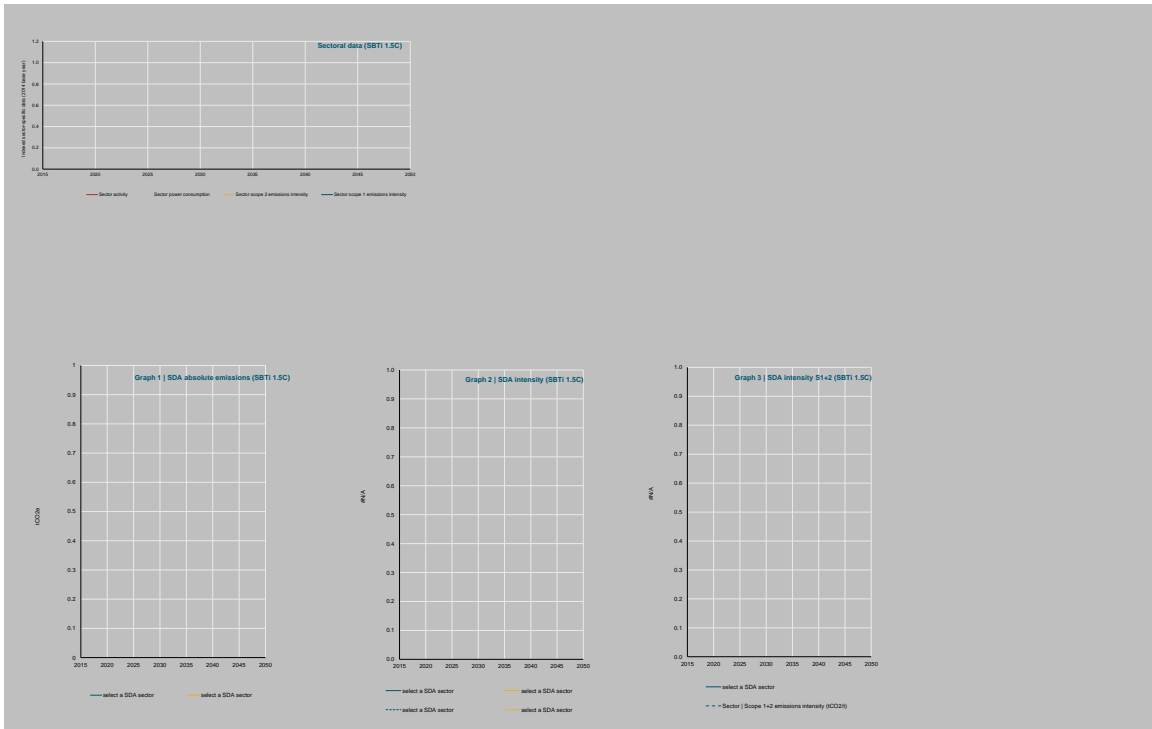 Sectoral data (SBTi 1.5C)
Indexed sector-specific data (2014 base year)
1.2
1.0
0.8
0.6
0.4
0.2
0.0
2015 2020 2025 2030 2035 2040 2045 2050
Sector activity Sector power consumption Sector scope 2 emissions intensity Sector scope 1 emissions intensity
Graph 1 | SDA absolute emissions (SBTi 1.5C)
tCO2e
1
0.9
0.8
0.7
0.6
0.5
0.4
0.3
0.2
0.1
0
2015 2020 2025 2030 2035 2040 2045 2050
select a SDA sector select a SDA sector
Graph 2 | SDA intensity (SBTi 1.5C)
#N/A
1.0
0.9
0.8
0.7
0.6
0.5
0.4
0.3
0.2
0.1
0.0
2015 2020 2025 2030 2035 2040 2045 2050
select a SDA sector select a SDA sector
select a SDA sector select a SDA sector
Graph 3 | SDA intensity S1+2 (SBTi 1.5C)
#N/A
1.0
0.9
0.8
0.7
0.6
0.5
0.4
0.3
0.2
0.1
0.0
2015 2020 2025 2030 2035 2040 2045 2050
select a SDA sector
Sector | Scope 1+2 emissions intensity (tCO2/t)